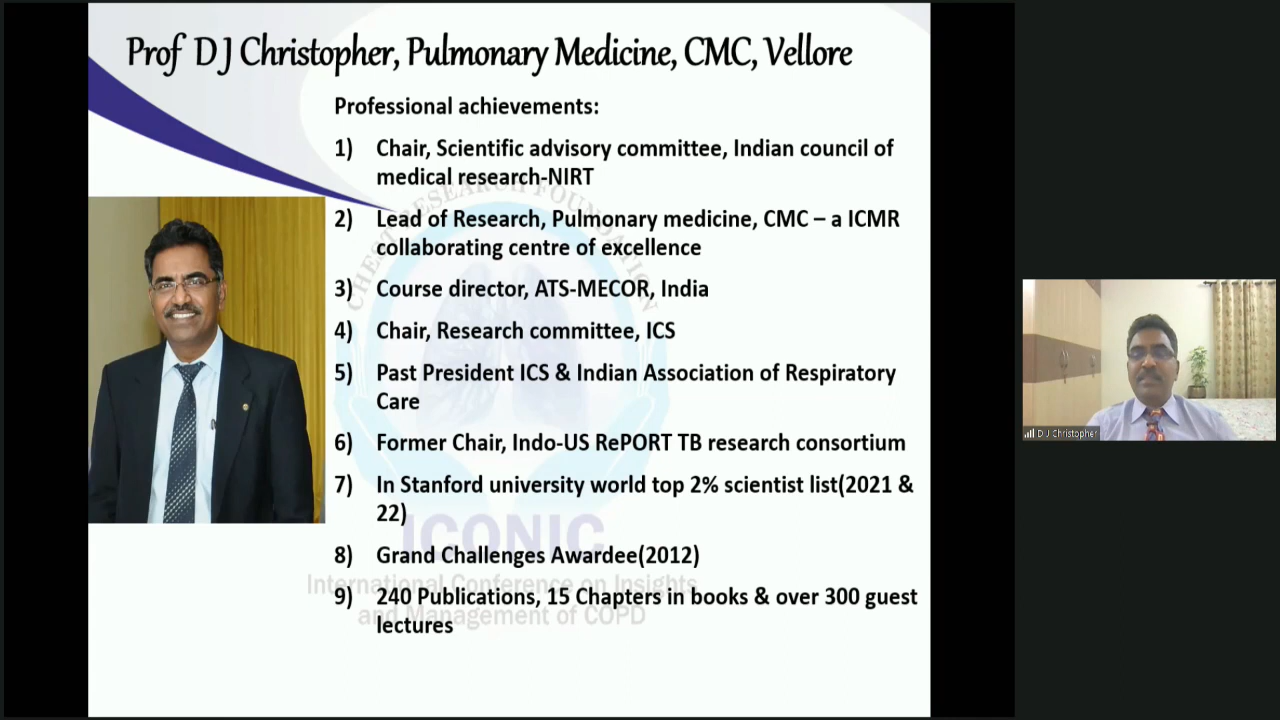 Prof D J Christopher, Pulmonary Medicine, CMC, Vellore
Professional achievements:
1) Chair, Scientific advisory committee, Indian council of
medical research-NIRT
2) Lead of Research, Pulmonary medicine, CMC – a ICMR
collaborating centre of excellence
3) Course director, ATS-MECOR, India
4) Chair, Research committee, ICS
5) Past President ICS & Indian Association of Respiratory
Care
6) Former Chair, Indo-US RePORT TB research consortium
7) In Stanford university world top 2% scientist list(2021 &
22)
8) Grand Challenges Awardee(2012)
9) 240 Publications, 15 Chapters in books & over 300 guest
lectures
CHEST RESEARCH FOUNDATION
ICONIC
International Conference on Insights
and Management of COPD
D J Christopher